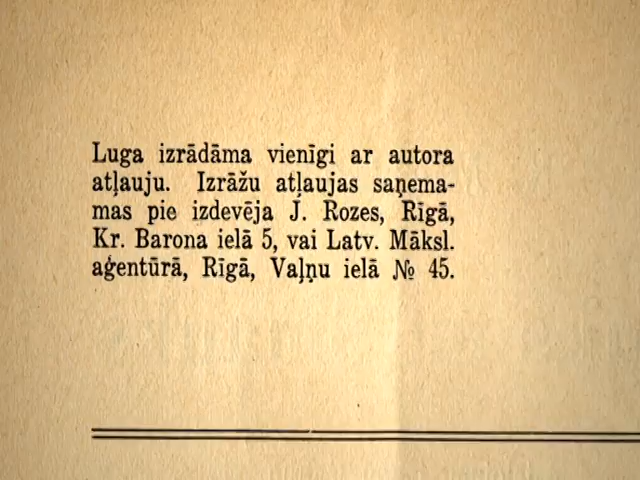 Luga izrādāma vienīgi ar autora
atļauju. Izrāžu atļaujas saņema-
mas pie izdevēja J. Rozes, Rīgā,
Kr. Barona ielā 5, vai Latv. Māksl.
aģentūrā, Rīgā, Vaļņu ielā № 45.